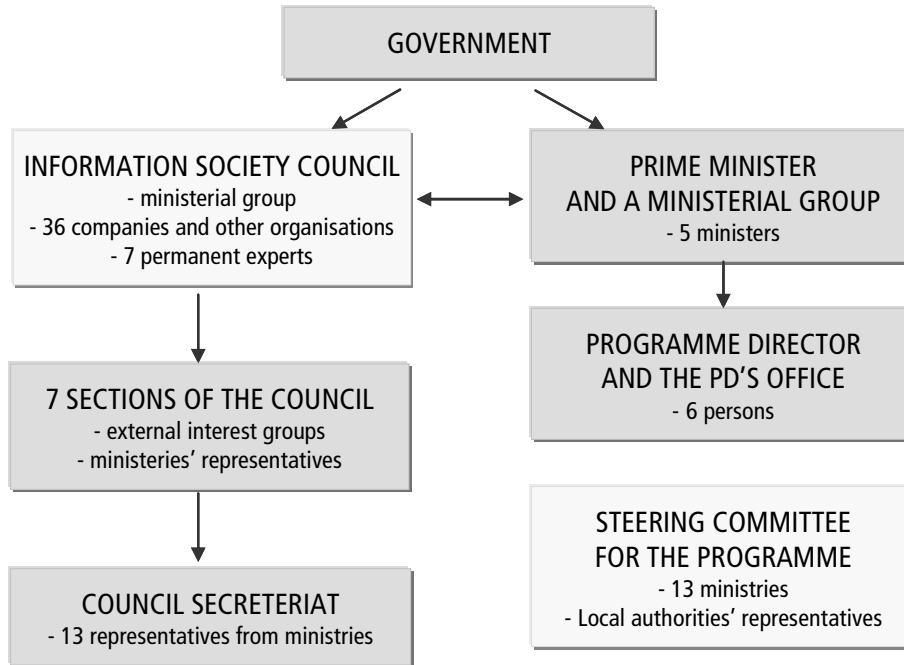 GOVERNMENT
INFORMATION SOCIETY COUNCIL
- ministerial group
- 36 companies and other organisations
- 7 permanent experts
PRIME MINISTER
AND A MINISTERIAL GROUP
- 5 ministers
7 SECTIONS OF THE COUNCIL
- external interest groups
- ministeries’ representatives
PROGRAMME DIRECTOR
AND THE PD’S OFFICE
- 6 persons
COUNCIL SECRETERIAT
- 13 representatives from ministries
STEERING COMMITTEE
FOR THE PROGRAMME
- 13 ministries
- Local authorities’ representatives